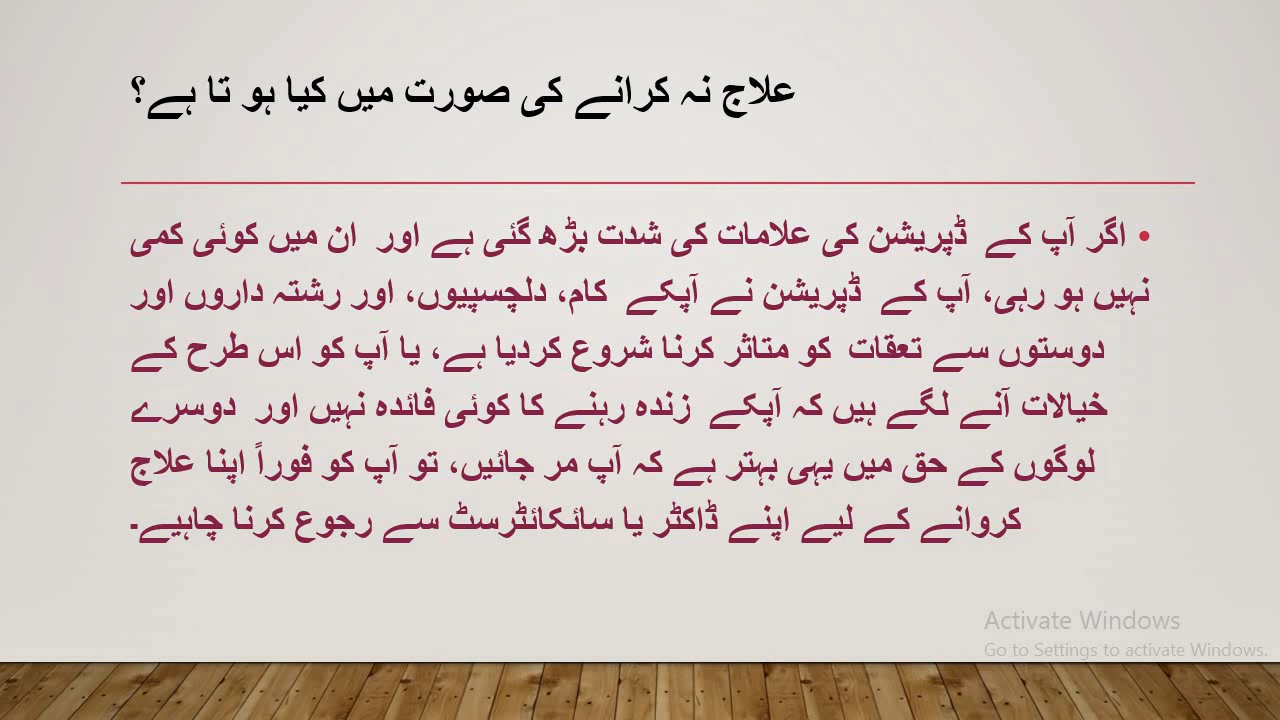 علاج نہ کرانے کی صورت میں کیا ہو تا ہے؟
• اگر آپ کے ڈپریشن کی علامات کی شدت بڑھ گئی ہے اور ان میں کوئی کمی
نہیں ہو رہی، آپ کے ڈپریشن نے آپکے کام، دلچسپیوں، اور رشتہ داروں اور
دوستوں سے تعقات کو متاثر کرنا شروع کردیا ہے، یا آپ کو اس طرح کے
خیالات آنے لگے ہیں کہ آپکے زندہ رہنے کا کوئی فائدہ نہیں اور دوسرے
لوگوں کے حق میں یہی بہتر ہے کہ آپ مر جائیں، تو آپ کو فوراً اپنا علاج
کروانے کے لیے اپنے ڈاکٹر یا سائکائٹرسٹ سے رجوع کرنا چاہیے۔
Activate Windows
Go to Settings to activate Windows.